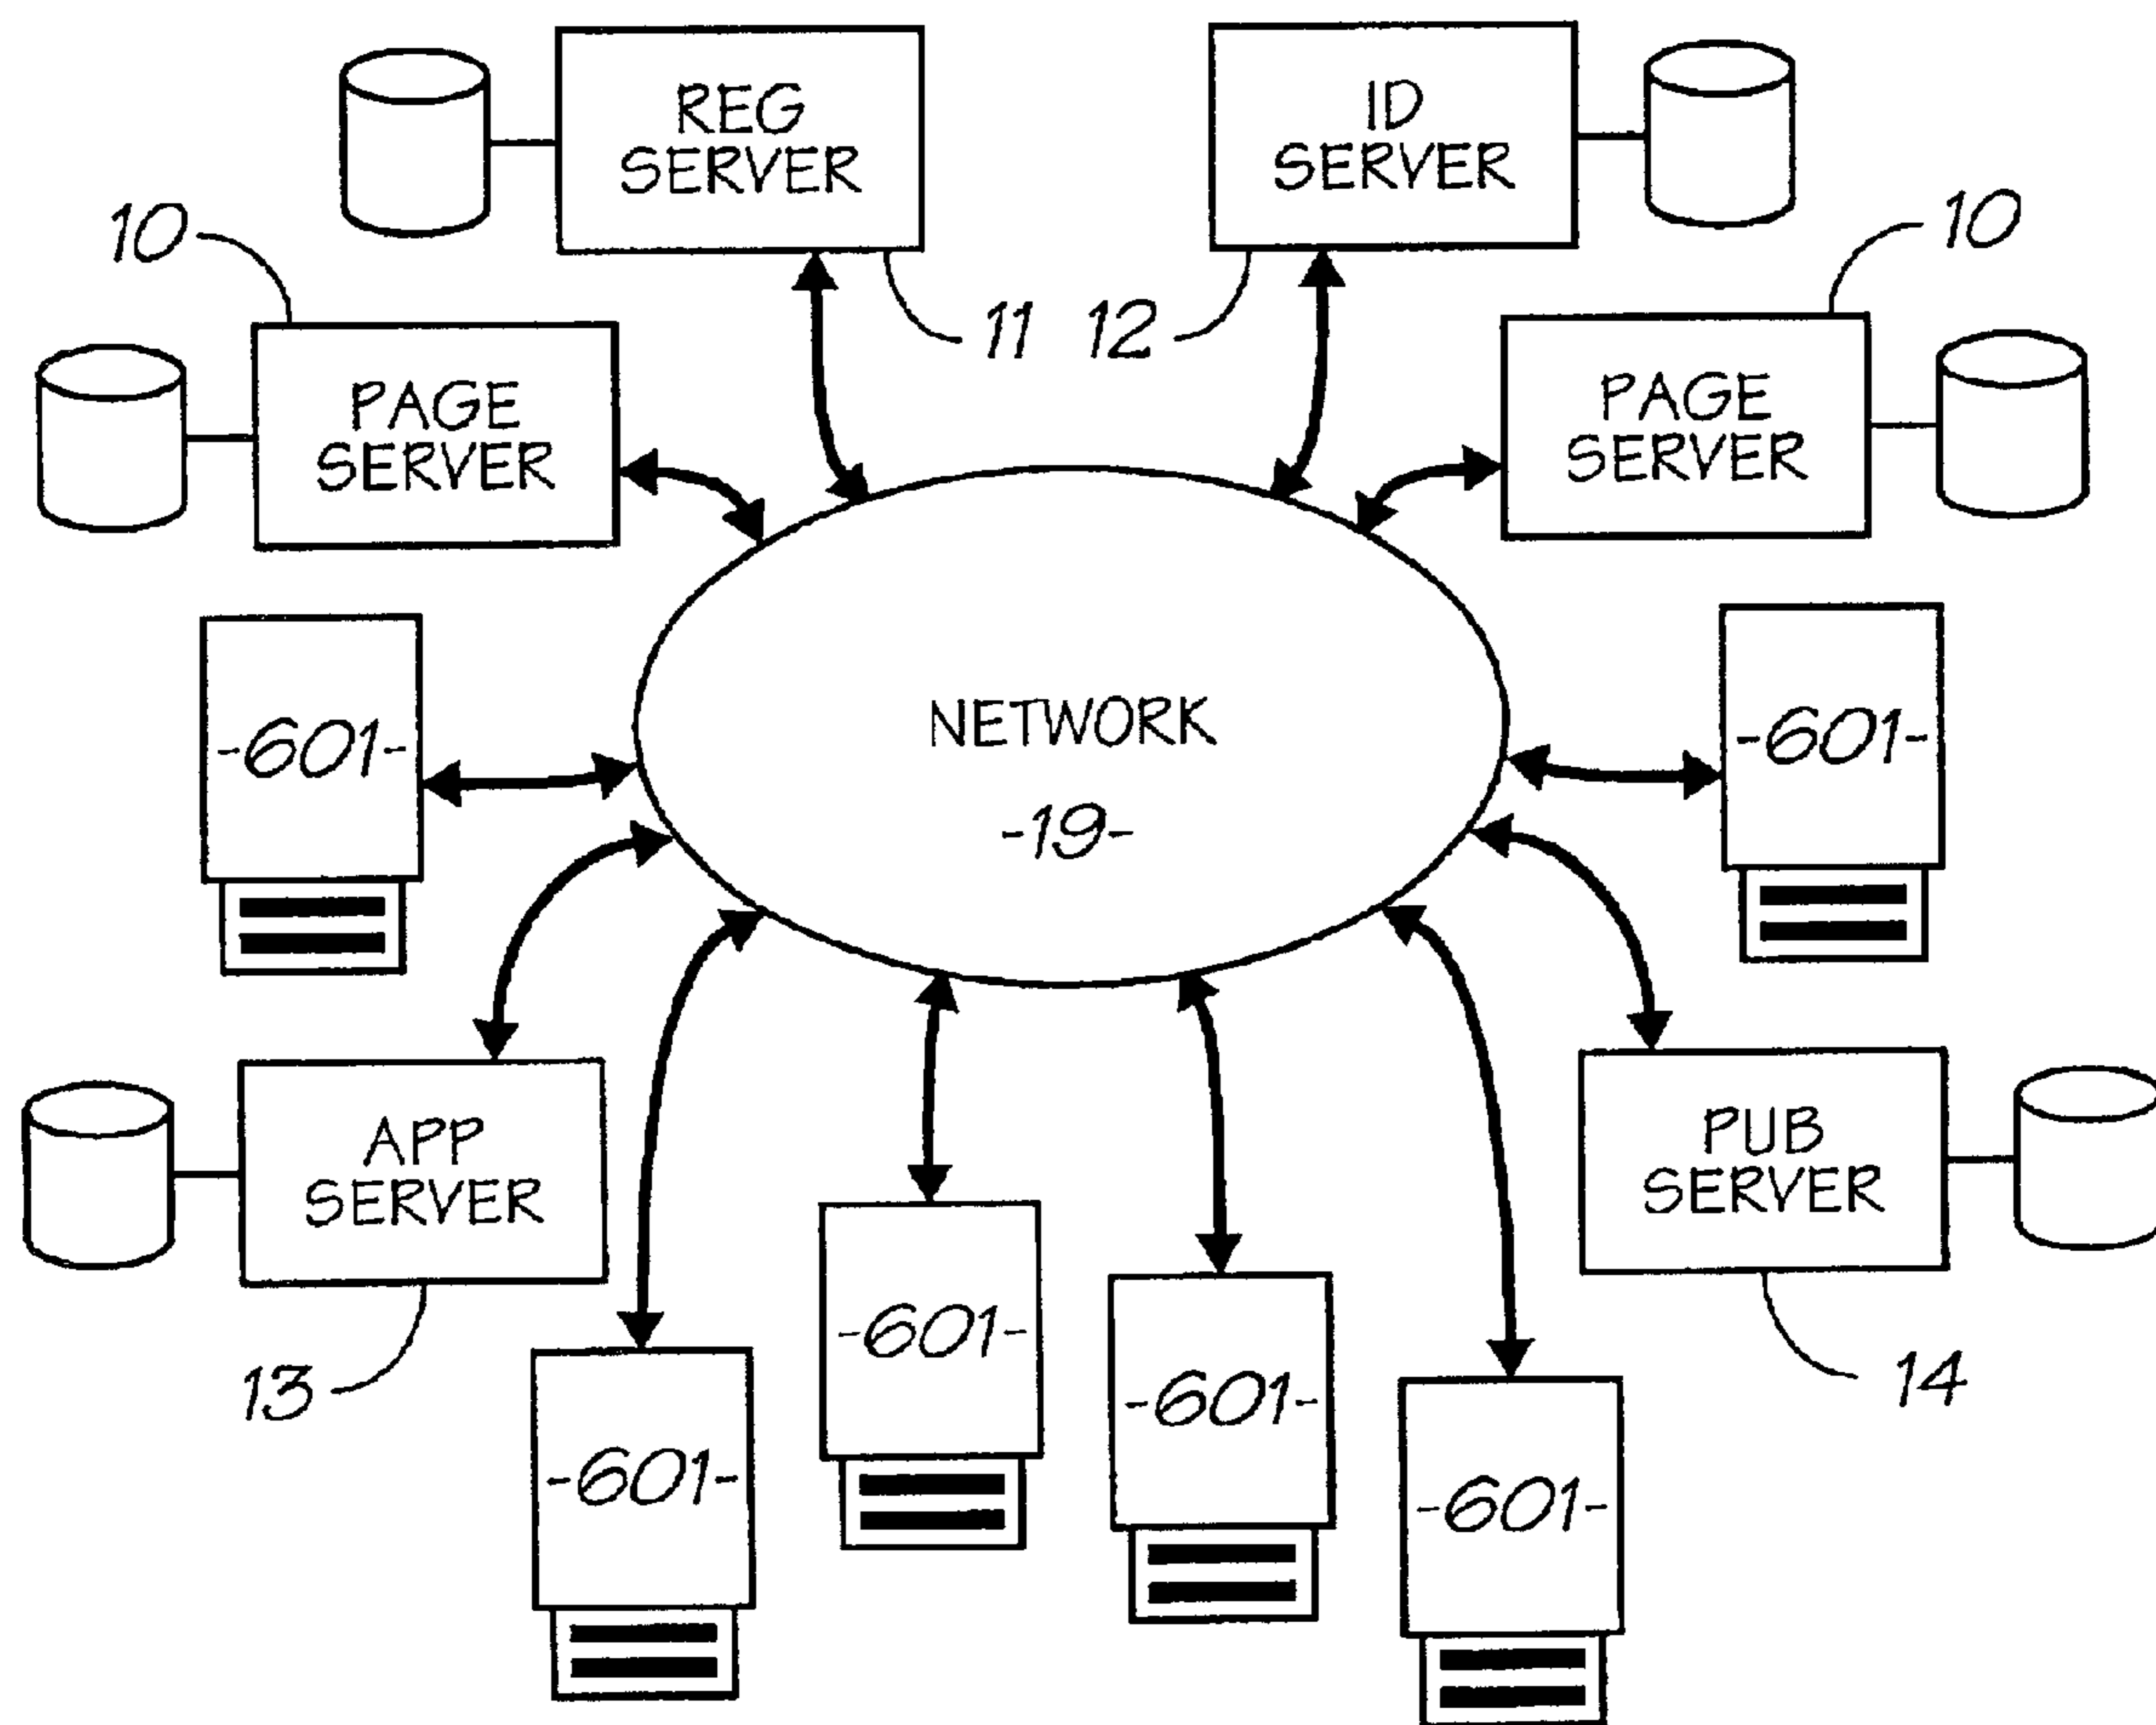 REG
SERVER
ID
SERVER
10
10
11
12
PAGE
SERVER
PAGE
SERVER
-601-
NETWORK
-19-
-601-
APP
SERVER
PUB
SERVER
13
-601-
-601-
-601-
-601-
14